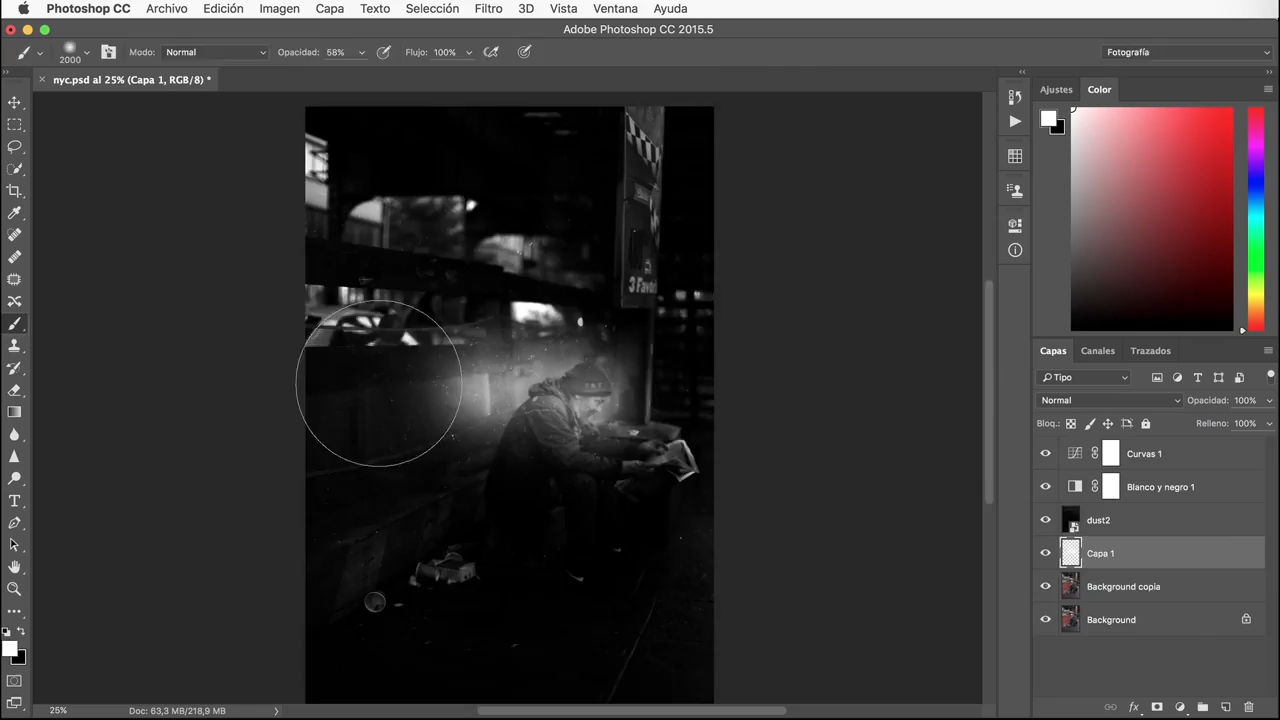 Photoshop CC Archivo Edición Imagen Capa Texto Selección Filtro 3D Vista Ventana Ayuda
Adobe Photoshop CC 2015.5
2000 Modo: Normal Opacidad: 58% Flujo: 100% Fotografía
nyc.psd al 25% (Capa 1, RGB/8) *
Ajustes Color
3 Favori
Capas Canales Trazados
Tipo
Normal Opacidad: 100%
Bloq.: Relleno: 100%
Curvas 1
Blanco y negro 1
dust2
Capa 1
Background copia
Background
fx
25% Doc: 63,3 MB/218,9 MB